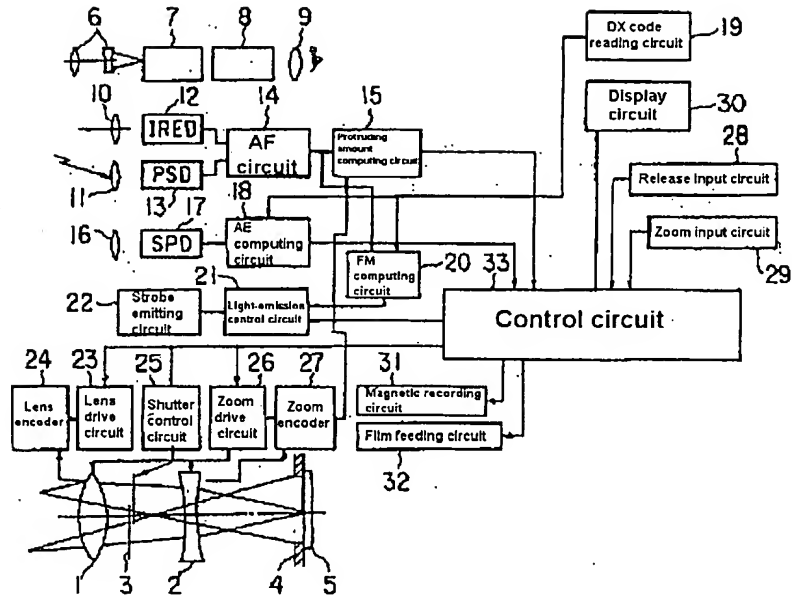 6
7
8
9
DX code
reading circuit
19
10
12
14
15
Display
circuit
30
IRED
AF
circuit
Protruding
amount
computing circuit
28
11
PSD
13
17
18
Release input circuit
16
SPD
AE
computing
circuit
Zoom input circuit
29
FM
computing
circuit
20
33
21
22
Strobe
emitting
circuit
Light-emission
control circuit
Control circuit
24
23
25
26
27
31
Lens
encoder
Lens
drive
circuit
Shutter
control
circuit
Zoom
drive
circuit
Zoom
encoder
Magnetic recording
circuit
Film feeding circuit
32
1
3
2
4
5